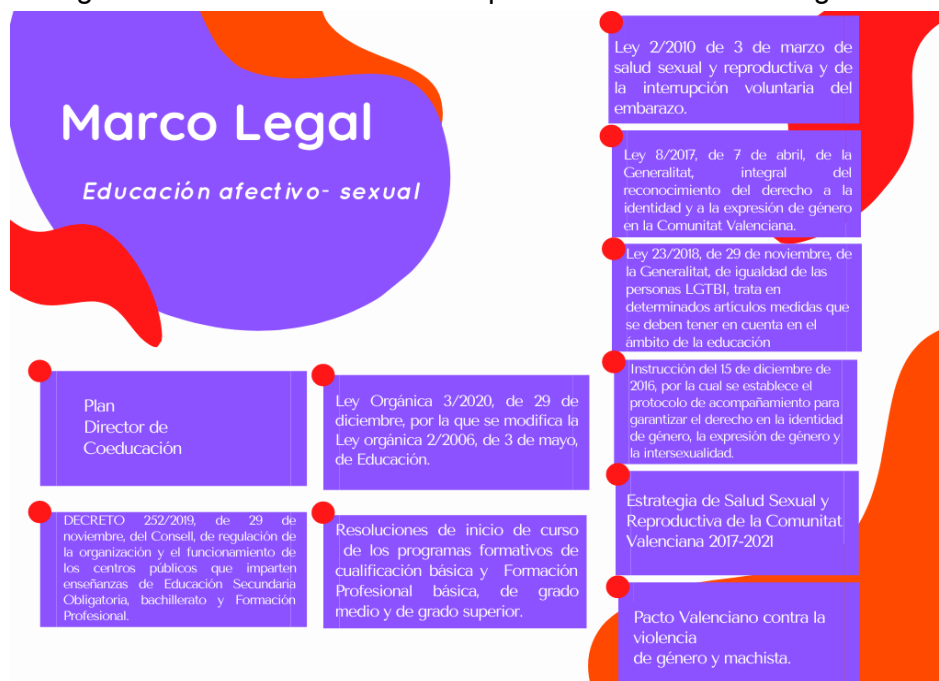 Marco Legal
Educación afectivo- sexual
Plan
Director de
Coeducación
Ley Orgánica 3/2020, de 29 de
diciembre, por la que se modifica la
Ley orgánica 2/2006, de 3 de mayo,
de Educación.
DECRETO 252/2019, de 29 de
noviembre, del Consell, de regulación de
la organización y el funcionamiento de
los centros públicos que imparten
enseñanzas de Educación Secundaria
Obligatoria, bachillerato y Formación
Profesional.
Resoluciones de inicio de curso
de los programas formativos de
cualificación básica y Formación
Profesional básica, de grado
medio y de grado superior.
Ley 2/2010 de 3 de marzo de
salud sexual y reproductiva y de
la interrupción voluntaria del
embarazo.
Ley 8/2017, de 7 de abril, de la
Generalitat, integral del
reconocimiento del derecho a la
identidad y a la expresión de género
en la Comunitat Valenciana.
Ley 23/2018, de 29 de noviembre, de
la Generalitat, de igualdad de las
personas LGTBI, trata en
determinados artículos medidas que
se deben tener en cuenta en el
ámbito de la educación
Instrucción del 15 de diciembre de
2016, por la cual se establece el
protocolo de acompañamiento para
garantizar el derecho en la identidad
de género, la expresión de género y
la intersexualidad.
Estrategia de Salud Sexual y
Reproductiva de la Comunitat
Valenciana 2017-2021
Pacto Valenciano contra la
violencia
de género y machista.